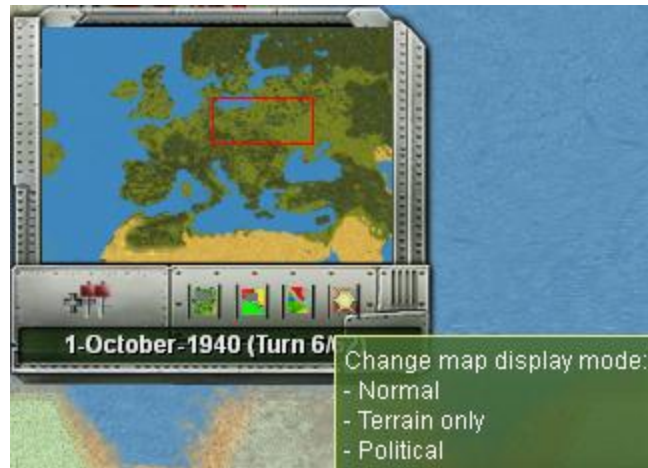 1-October-1940 (Turn 6/
Change map display mode:
- Normal
- Terrain only
- Political